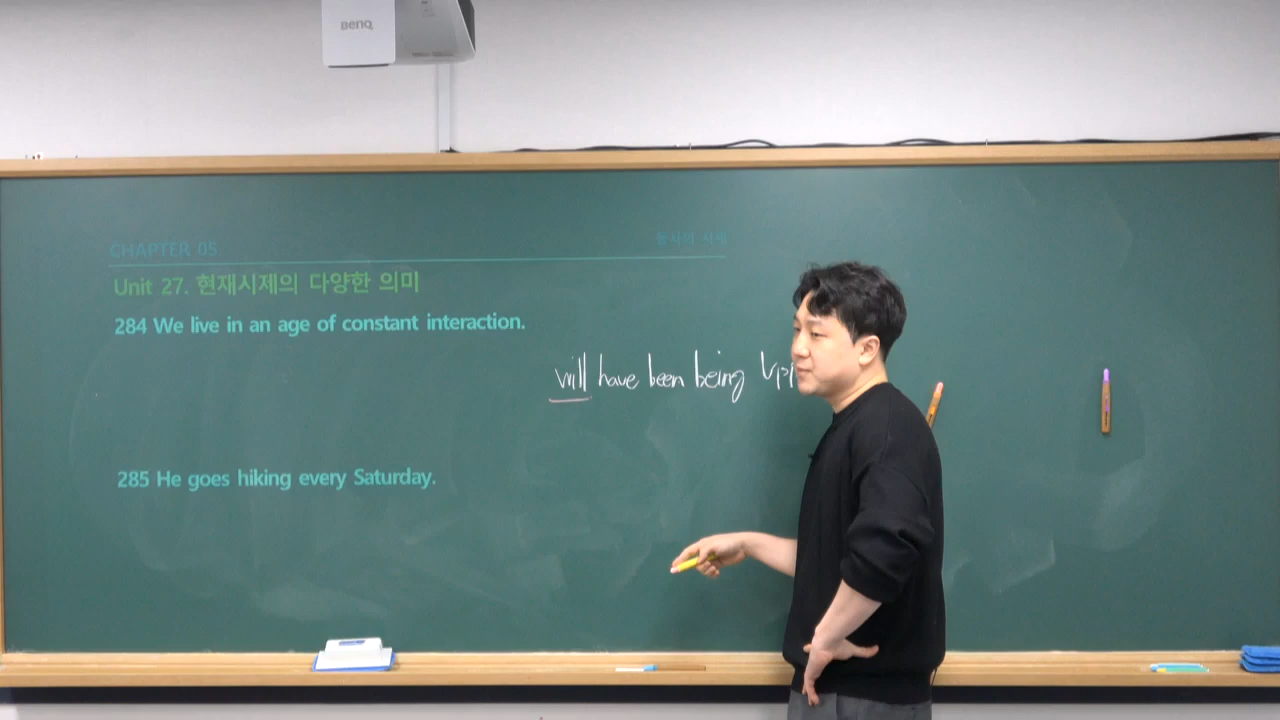 BenQ
CHAPTER 05
동사의 시제
Unit 27. 현재시제의 다양한 의미
284 We live in an age of constant interaction.
will have been being
285 He goes hiking every Saturday.